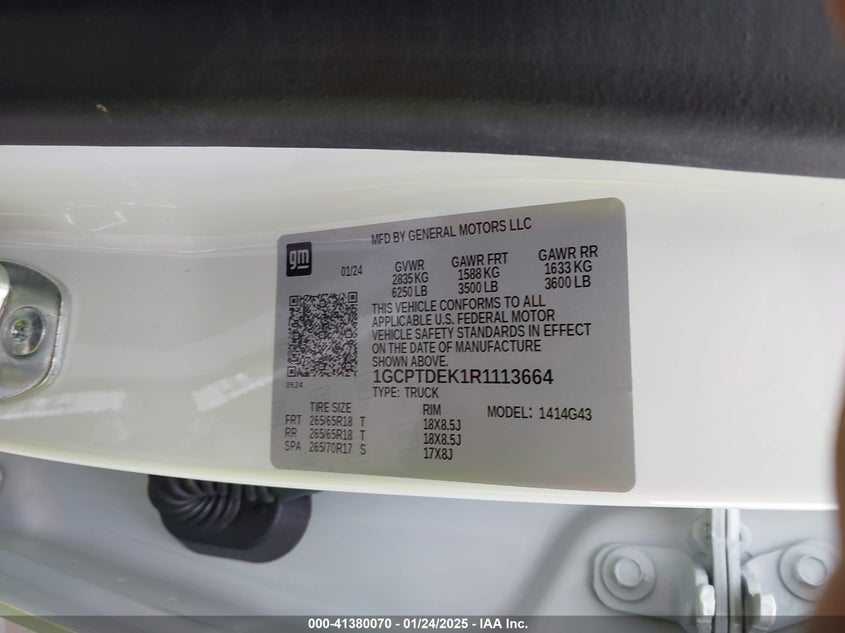 MFD BY GENERAL MOTORS LLC
gm
01/24
GVWR GAWR FRT GAWR RR
2835 KG 1588 KG 1633 KG
6250 LB 3500 LB 3600 LB
THIS VEHICLE CONFORMS TO ALL
APPLICABLE U.S. FEDERAL MOTOR
VEHICLE SAFETY STANDARDS IN EFFECT
ON THE DATE OF MANUFACTURE
SHOWN ABOVE.
8624
1GCPTDEK1R1113664
TYPE: TRUCK
TIRE SIZE RIM MODEL: 1414G43
FRT 265/65R18 T 18X8.5J
RR 265/65R18 T 18X8.5J
SPA 265/70R17 S 17X8J
000-41380070 - 01/24/2025 - IAA Inc.